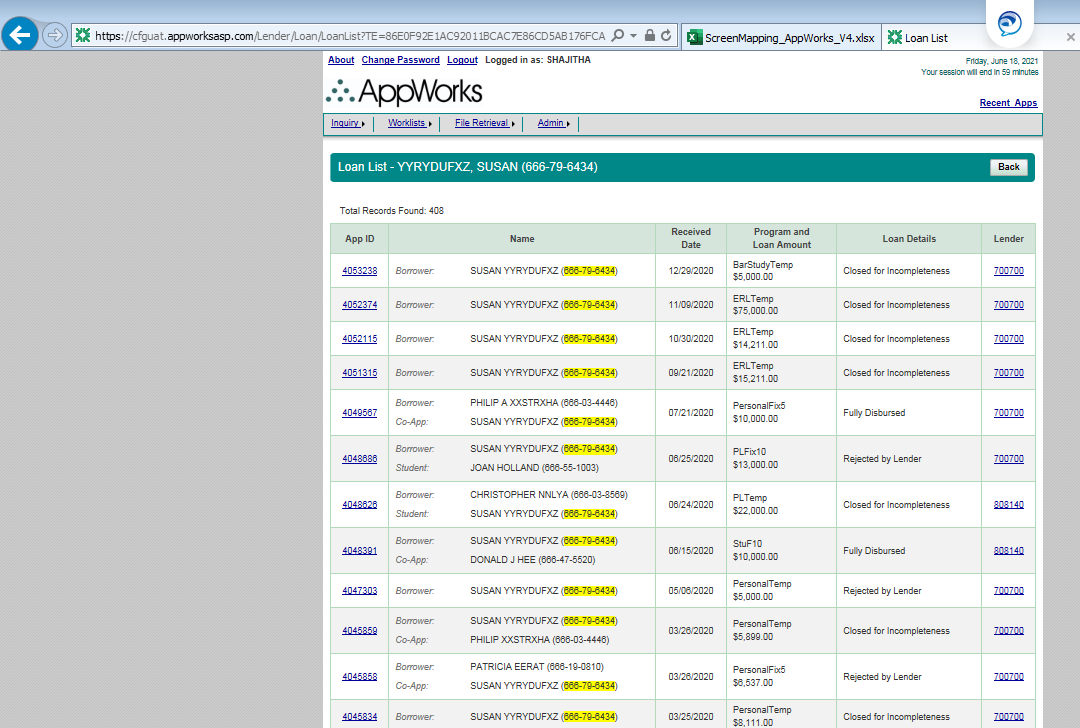 https://cfguat.appworksasp.com/Lender/Loan/LoanList?TE=86E0F92E1AC92011BCAC7E86CD5AB176FCA
ScreenMapping_AppWorks_V4.xlsx
Loan List
About Change Password Logout Logged in as: SHAJITHA
Friday, June 18, 2021
Your session will end in 59 minutes
AppWorks
Recent Apps
Inquiry Worklists File Retrieval Admin
Loan List - YYRYDUFXZ, SUSAN (666-79-6434)
Back
Total Records Found: 408
App ID Name Received Date Program and Loan Amount Loan Details Lender
4053238 Borrower: SUSAN YYRYDUFXZ (666-79-6434) 12/29/2020 BarStudyTemp $5,000.00 Closed for Incompleteness 700700
4052374 Borrower: SUSAN YYRYDUFXZ (666-79-6434) 11/09/2020 ERLTemp $75,000.00 Closed for Incompleteness 700700
4052115 Borrower: SUSAN YYRYDUFXZ (666-79-6434) 10/30/2020 ERLTemp $14,211.00 Closed for Incompleteness 700700
4051315 Borrower: SUSAN YYRYDUFXZ (666-79-6434) 09/21/2020 ERLTemp $15,211.00 Closed for Incompleteness 700700
4049567 Borrower: PHILIP A XXSTRXHA (666-03-4446) 07/21/2020 PersonalFix5 $10,000.00 Fully Disbursed 700700
Co-App: SUSAN YYRYDUFXZ (666-79-6434)
4048686 Borrower: SUSAN YYRYDUFXZ (666-79-6434) 06/25/2020 PLFix10 $13,000.00 Rejected by Lender 700700
Student: JOAN HOLLAND (666-55-1003)
4048626 Borrower: CHRISTOPHER NNLYA (666-03-8569) 06/24/2020 PLTemp $22,000.00 Closed for Incompleteness 808140
Student: SUSAN YYRYDUFXZ (666-79-6434)
4048391 Borrower: SUSAN YYRYDUFXZ (666-79-6434) 06/15/2020 StuF10 $10,000.00 Fully Disbursed 808140
Co-App: DONALD J HEE (666-47-5520)
4047303 Borrower: SUSAN YYRYDUFXZ (666-79-6434) 05/06/2020 PersonalTemp $5,000.00 Rejected by Lender 700700
4045859 Borrower: SUSAN YYRYDUFXZ (666-79-6434) 03/26/2020 PersonalTemp $5,899.00 Closed for Incompleteness 700700
Co-App: PHILIP XXSTRXHA (666-03-4446)
4045858 Borrower: PATRICIA EERAT (666-19-0810) 03/26/2020 PersonalFix5 $6,537.00 Rejected by Lender 700700
Co-App: SUSAN YYRYDUFXZ (666-79-6434)
4045834 Borrower: SUSAN YYRYDUFXZ (666-79-6434) 03/25/2020 PersonalTemp $8,111.00 Closed for Incompleteness 700700